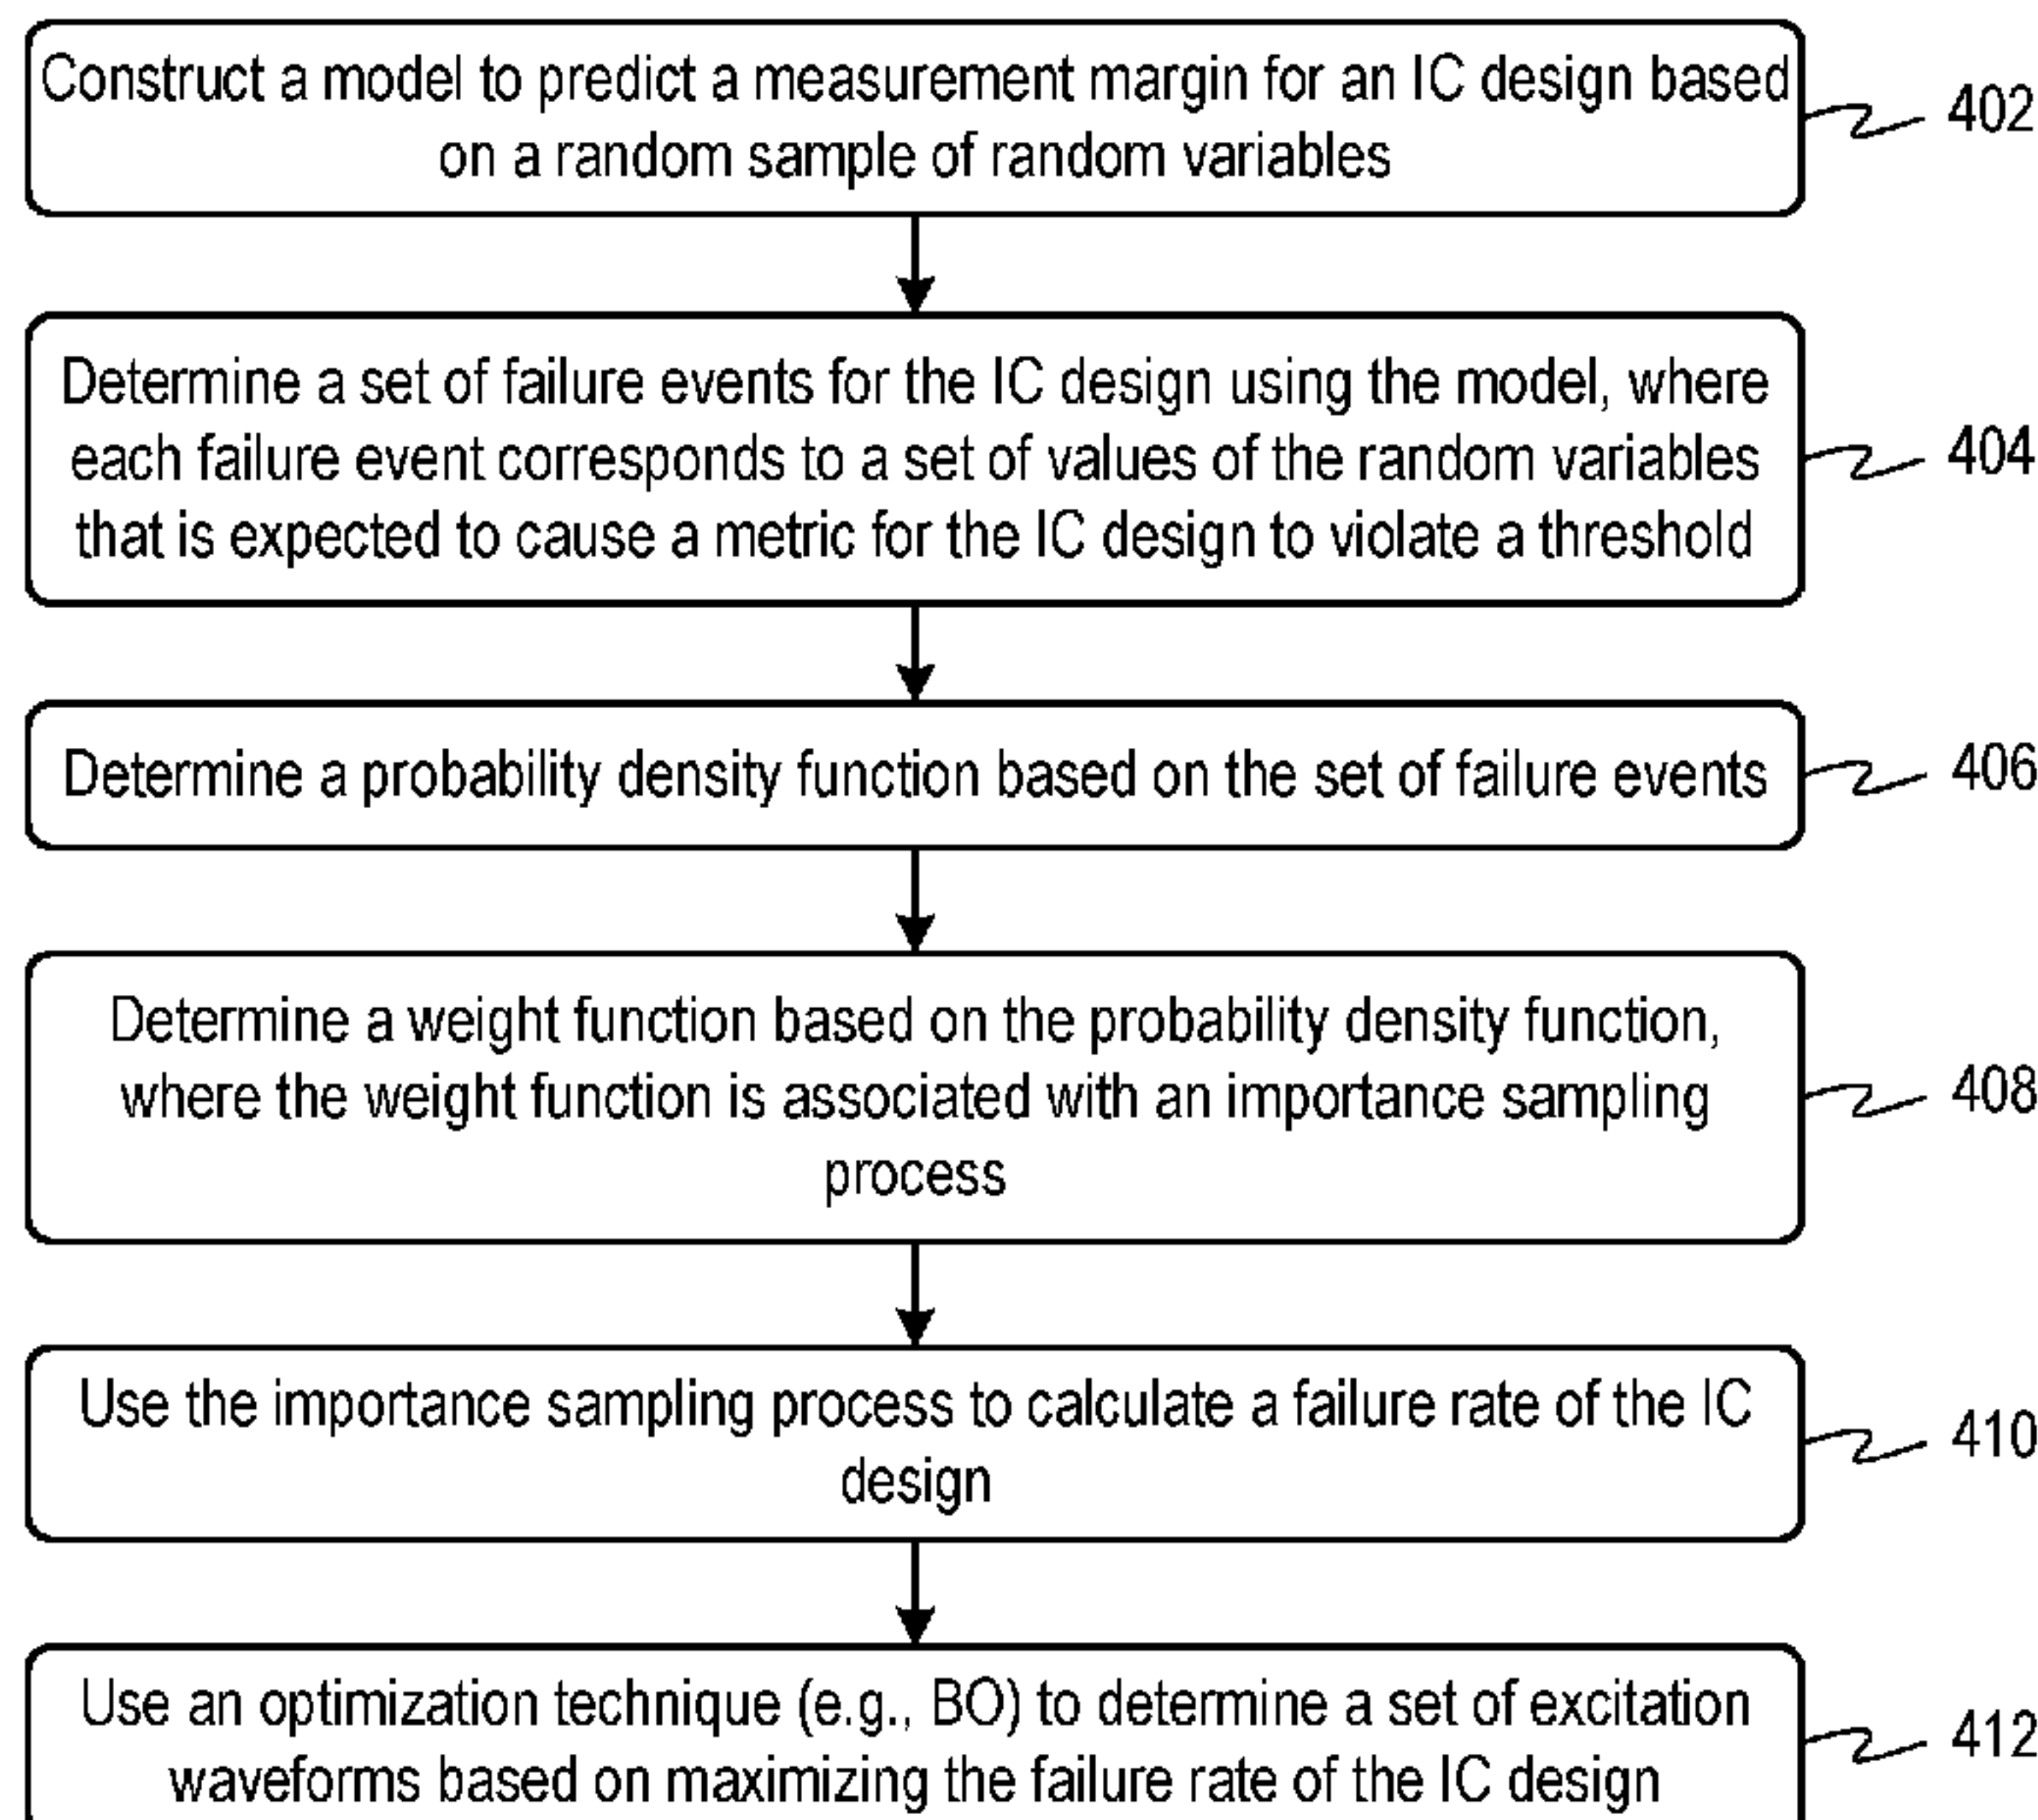 Construct a model to predict a measurement margin for an IC design based
on a random sample of random variables
402
Determine a set of failure events for the IC design using the model, where
each failure event corresponds to a set of values of the random variables
that is expected to cause a metric for the IC design to violate a threshold
404
Determine a probability density function based on the set of failure events
406
Determine a weight function based on the probability density function,
where the weight function is associated with an importance sampling
process
408
Use the importance sampling process to calculate a failure rate of the IC
design
410
Use an optimization technique (e.g., BO) to determine a set of excitation
waveforms based on maximizing the failure rate of the IC design
412